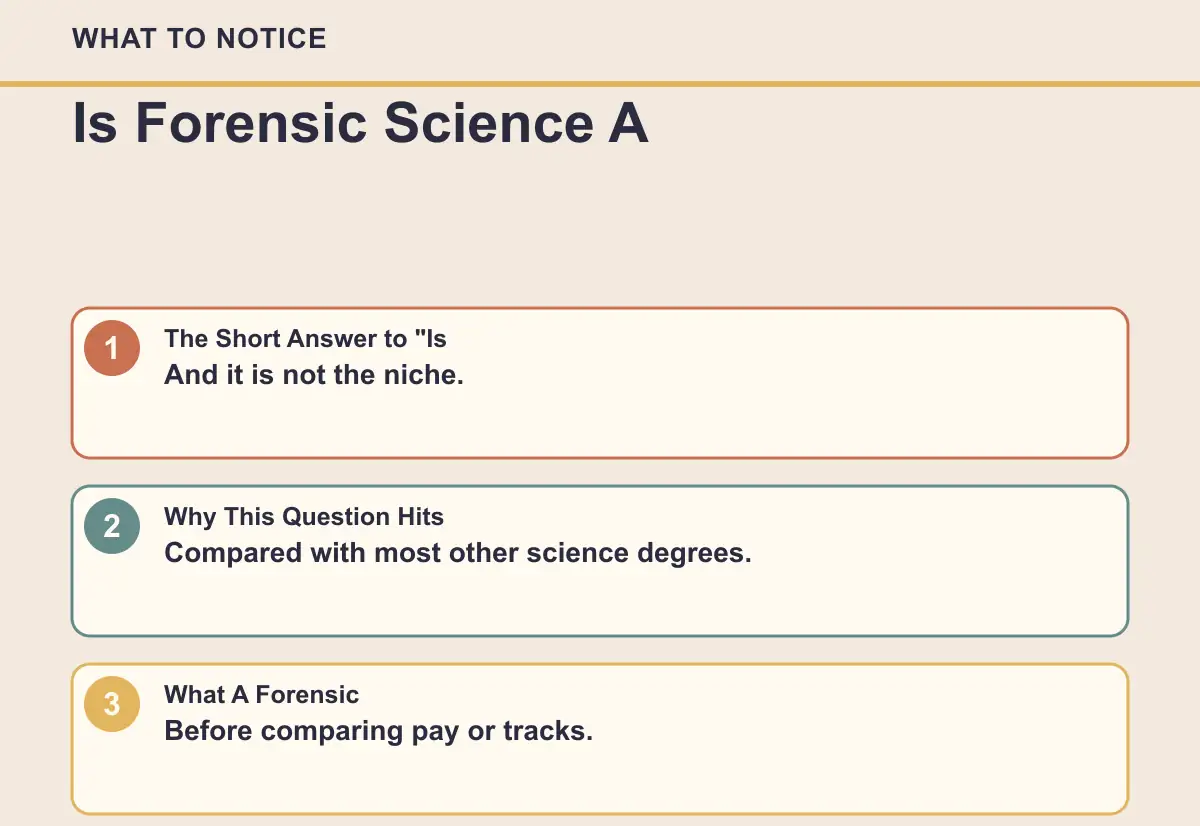 WHAT TO NOTICE
Is Forensic Science A
1
The Short Answer to "Is
And it is not the niche.
2
Why This Question Hits
Compared with most other science degrees.
3
What A Forensic
Before comparing pay or tracks.